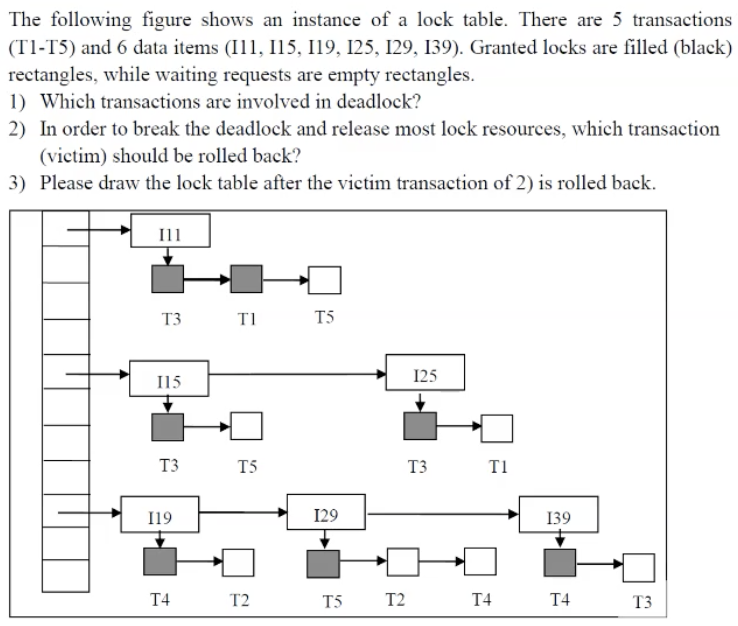 The following figure shows an instance of a lock table. There are 5 transactions
(T1-T5) and 6 data items (I11, I15, I19, I25, I29, I39). Granted locks are filled (black)
rectangles, while waiting requests are empty rectangles.
1) Which transactions are involved in deadlock?
2) In order to break the deadlock and release most lock resources, which transaction
(victim) should be rolled back?
3) Please draw the lock table after the victim transaction of 2) is rolled back.
I11
T3 T1 T5
I15 I25
T3 T5 T3 T1
I19 I29 I39
T4 T2 T5 T2 T4 T4 T3